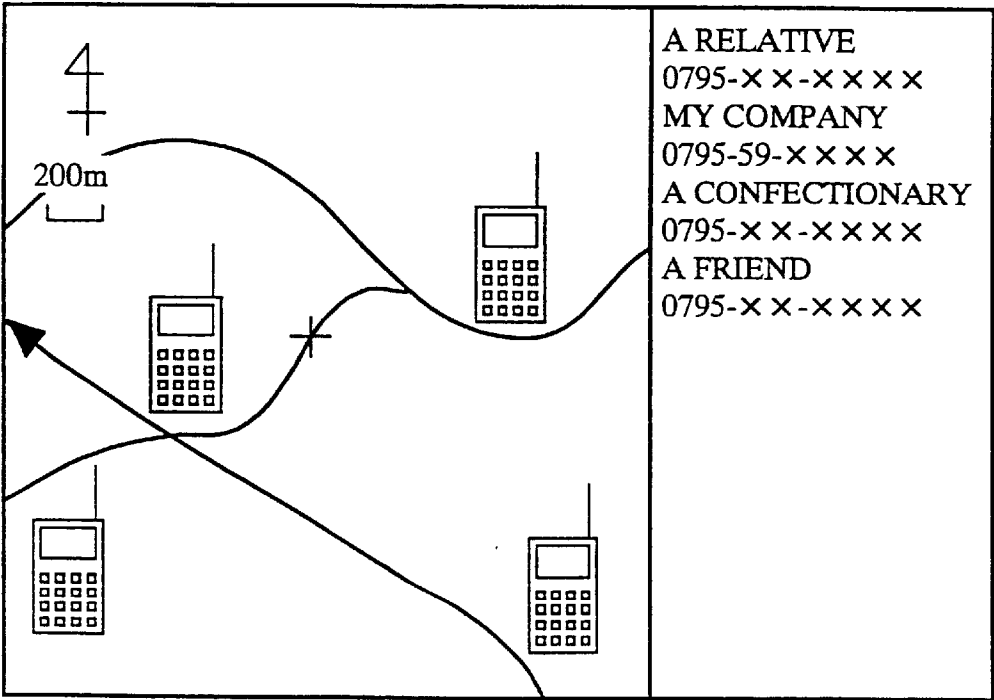 200m
A RELATIVE
0795-××-××××
MY COMPANY
0795-59-××××
A CONFECTIONARY
0795-××-××××
A FRIEND
0795-××-××××